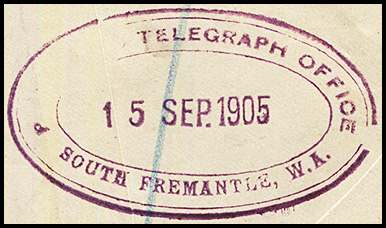 P TELEGRAPH OFFICE
15 SEP. 1905
SOUTH FREMANTLE, W.A.